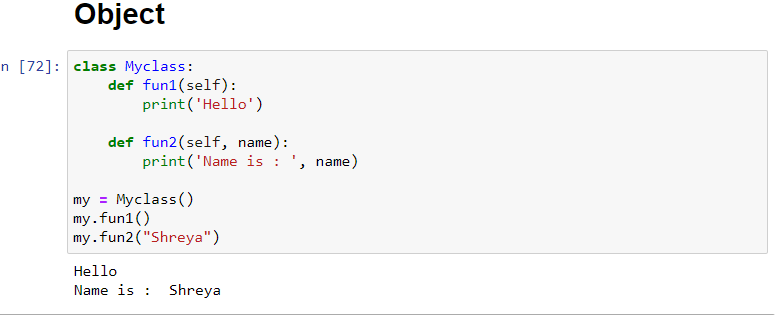 Object
n [72]:
class Myclass:
    def fun1(self):
        print('Hello')
    def fun2(self, name):
        print('Name is : ', name)
my = Myclass()
my.fun1()
my.fun2("Shreya")
Hello
Name is :  Shreya